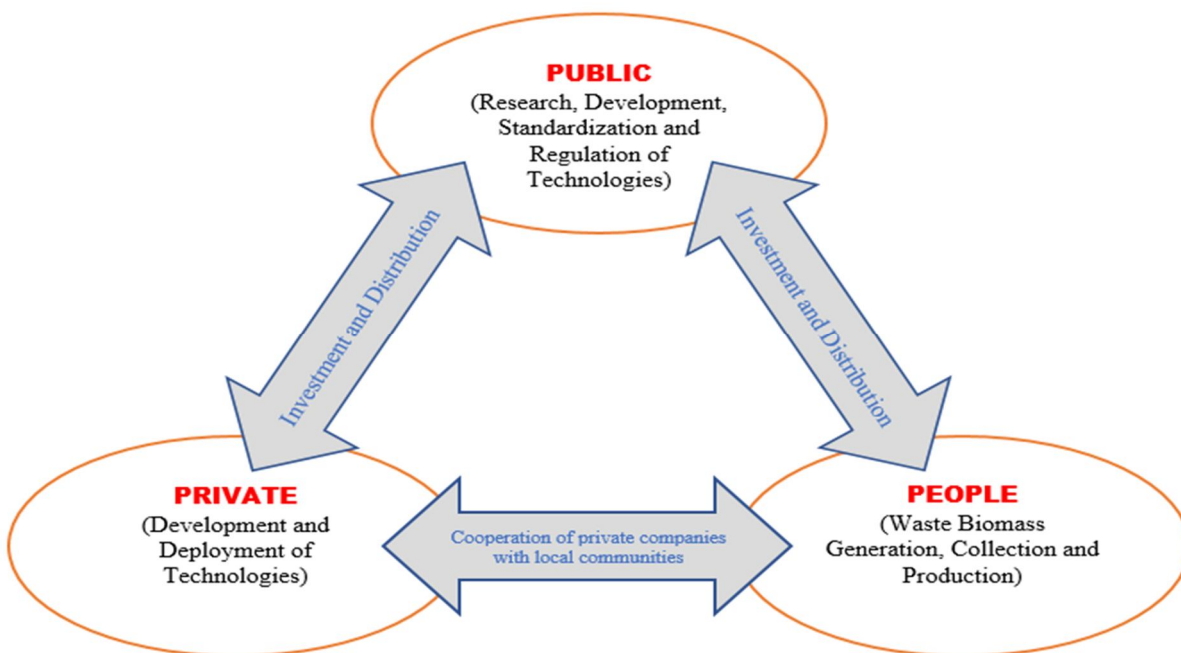 PUBLIC
(Research, Development,
Standardization and
Regulation of
Technologies)
Investment and Distribution
Investment and Distribution
PRIVATE
(Development and
Deployment of
Technologies)
Cooperation of private companies
with local communities
PEOPLE
(Waste Biomass
Generation, Collection and
Production)